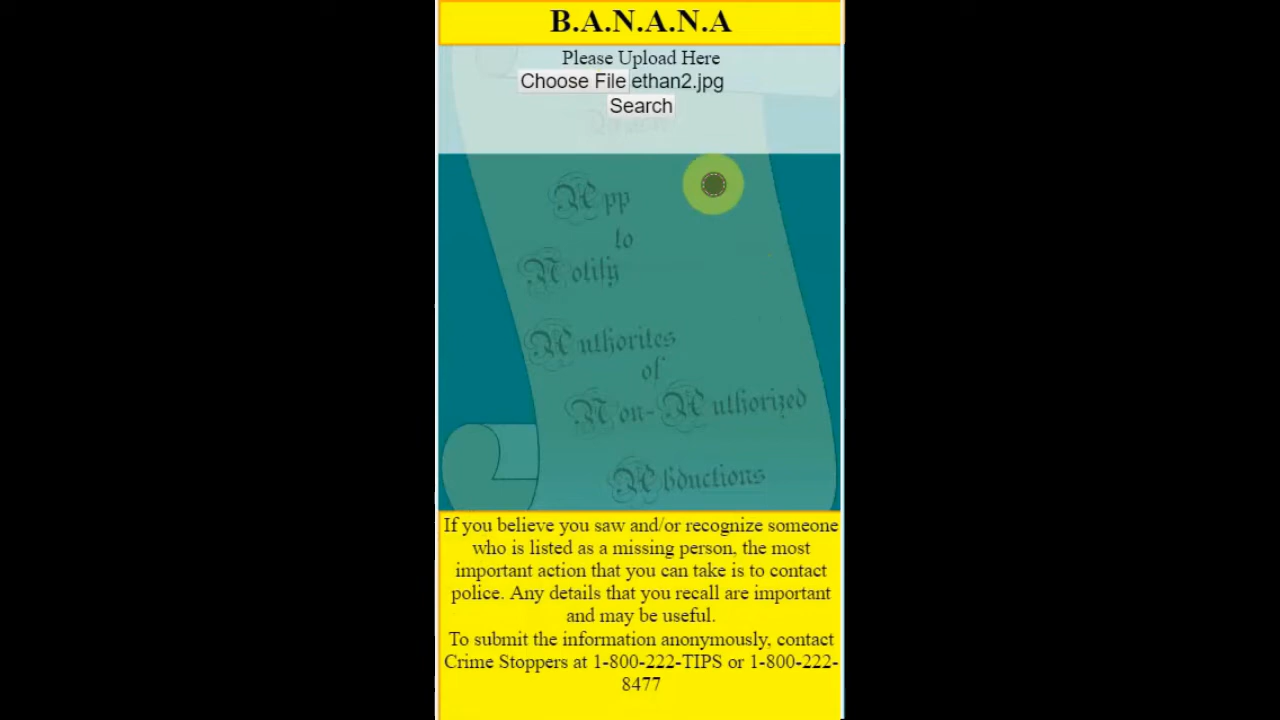 B.A.N.A.N.A
Please Upload Here
Choose File ethan2.jpg
Search
App
to
Notify
Authorites
of
Non-Authorized
Abductions
If you believe you saw and/or recognize someone
who is listed as a missing person, the most
important action that you can take is to contact
police. Any details that you recall are important
and may be useful.
To submit the information anonymously, contact
Crime Stoppers at 1-800-222-TIPS or 1-800-222-
8477